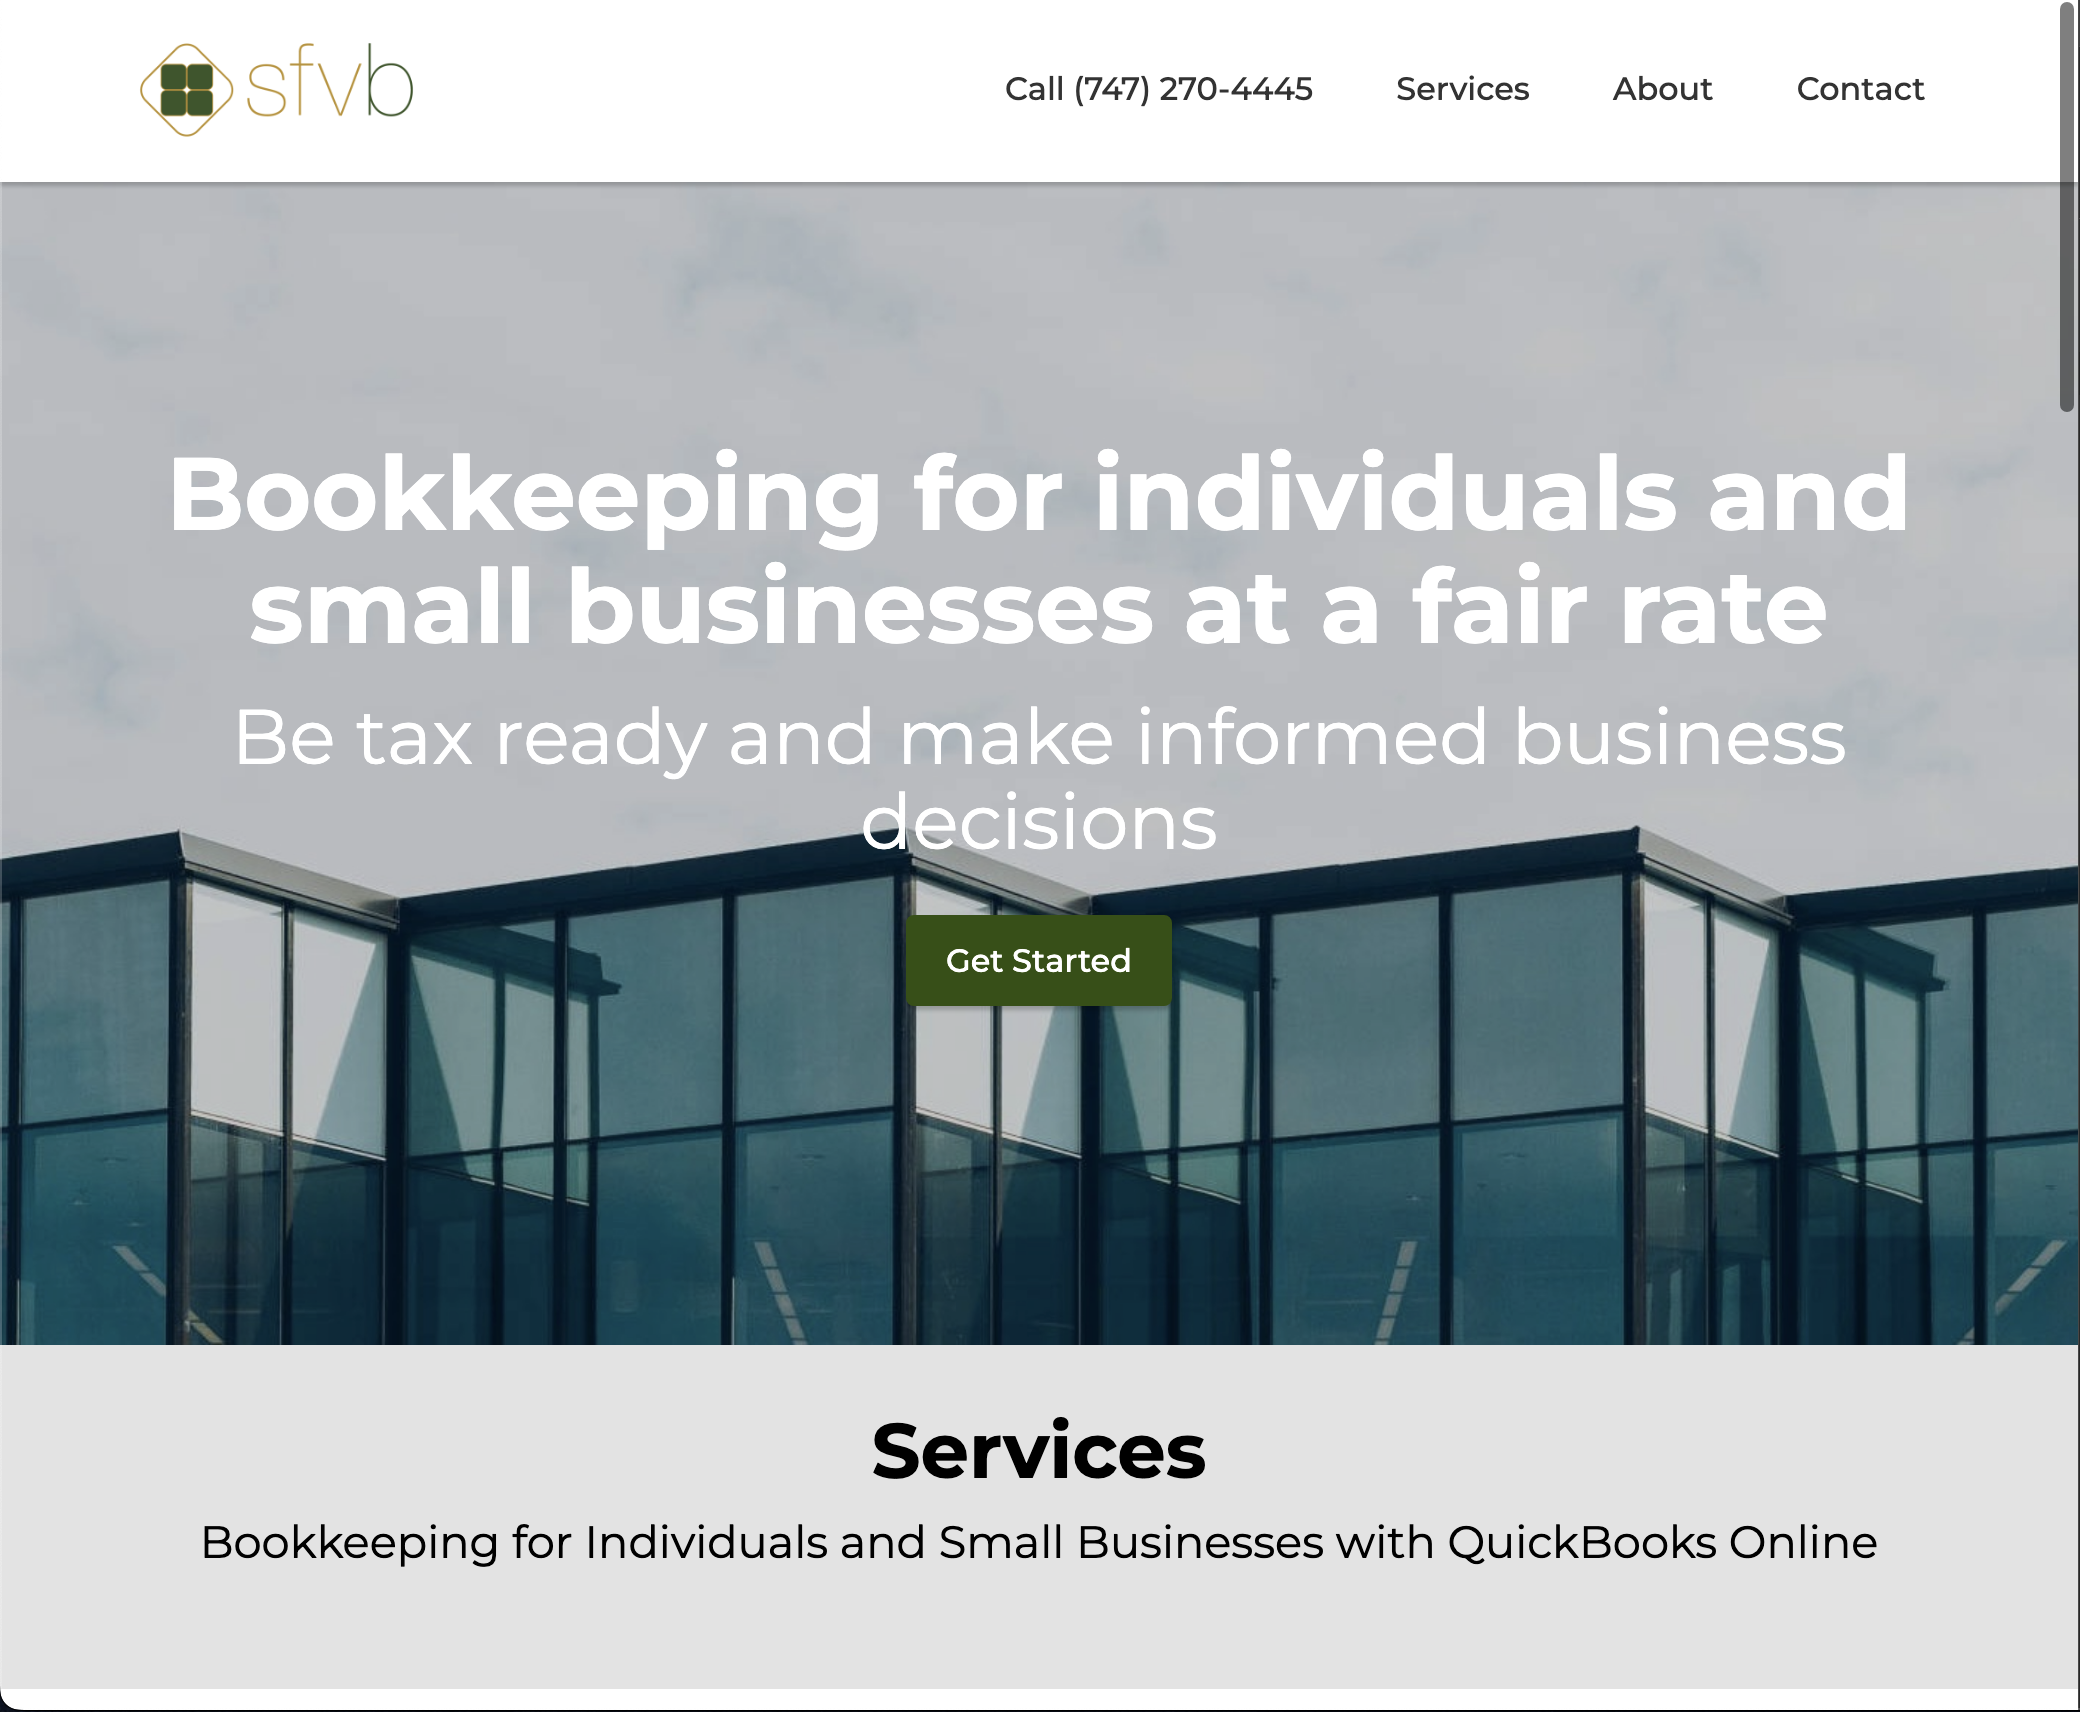 sfvb
Call (747) 270-4445
Services
About
Contact
Bookkeeping for individuals and
small businesses at a fair rate
Be tax ready and make informed business
decisions
Get Started
Services
Bookkeeping for Individuals and Small Businesses with QuickBooks Online